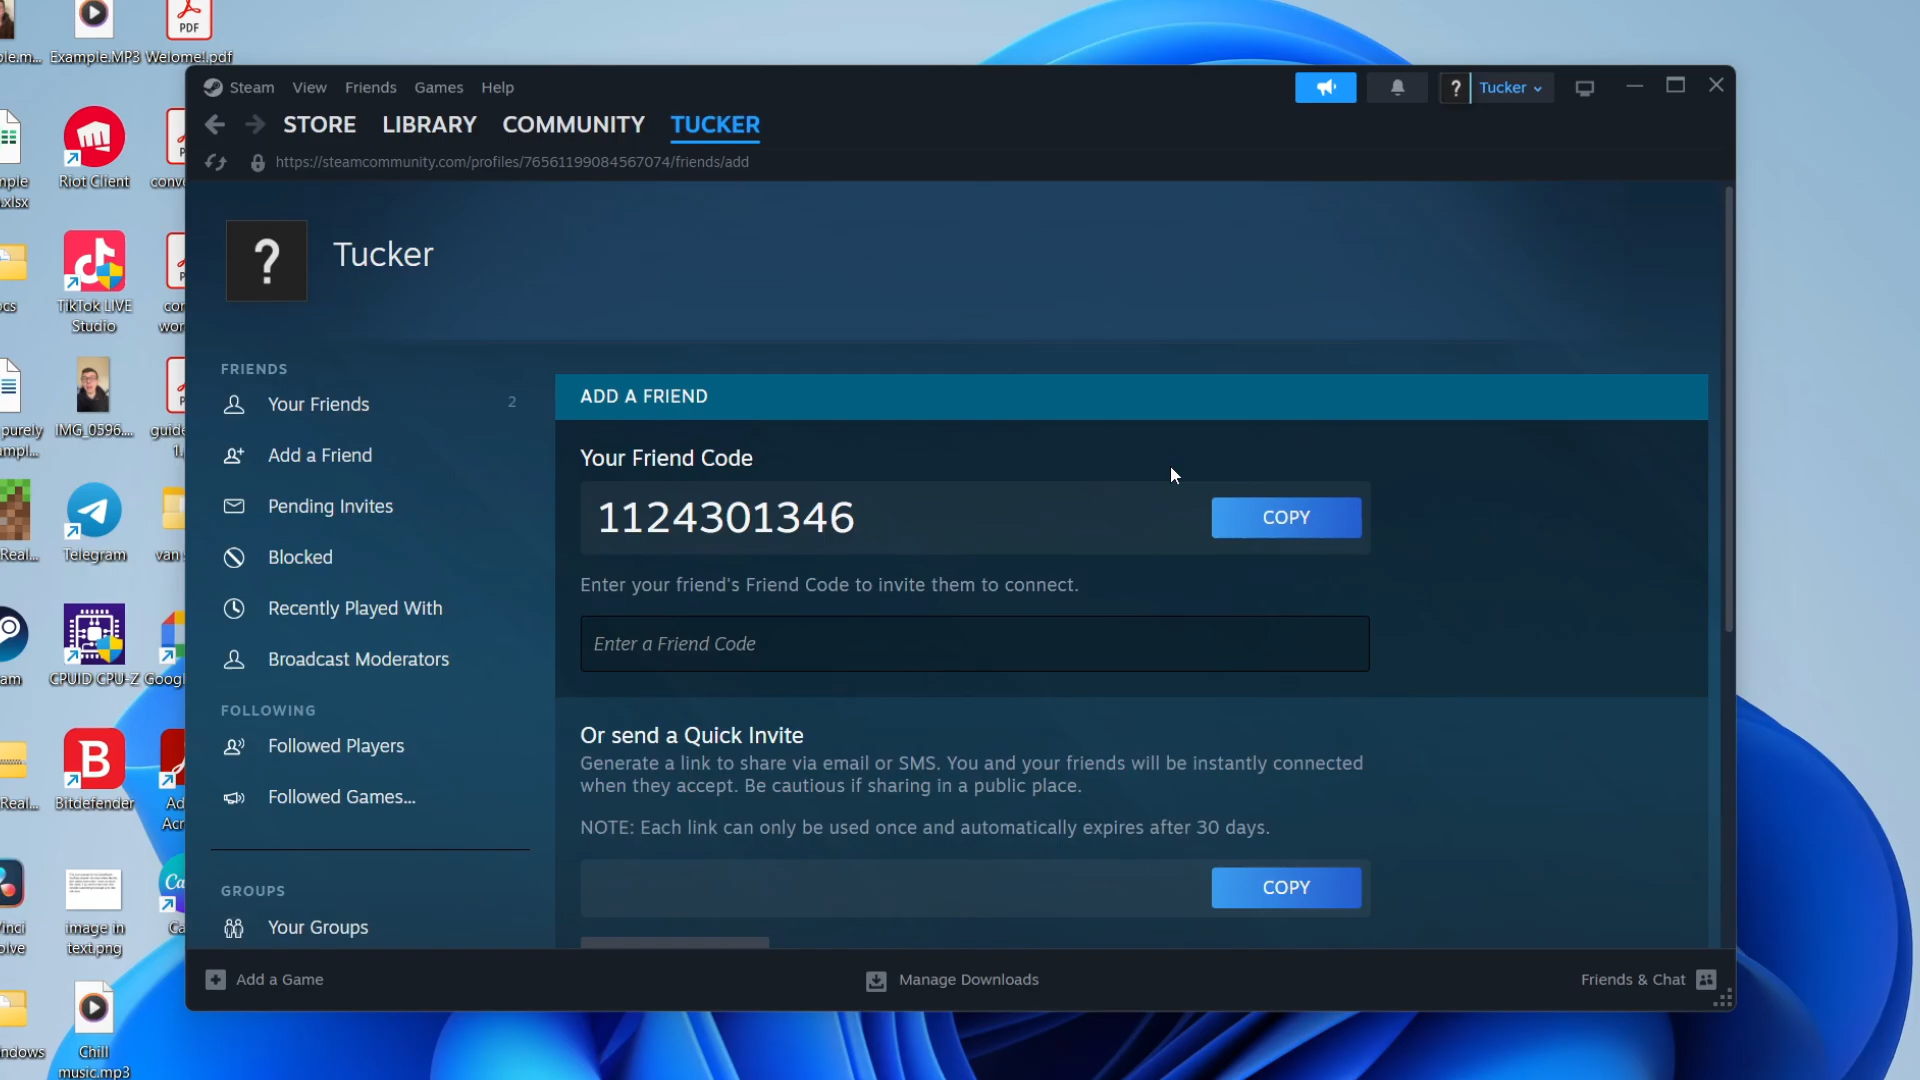 Example.MP3
Welome!.pdf
PDF
Riot Client
.xlsx
TikTok LIVE
Studio
IMG_0596....
Telegram
CPUID CPU-Z
Bitdefender
image in
text.png
Chill
music.mp3
Steam
View
Friends
Games
Help
?
Tucker
STORE
LIBRARY
COMMUNITY
TUCKER
https://steamcommunity.com/profiles/76561199084567074/friends/add
?
Tucker
FRIENDS
Your Friends
2
Add a Friend
Pending Invites
Blocked
Recently Played With
Broadcast Moderators
FOLLOWING
Followed Players
Followed Games...
GROUPS
Your Groups
ADD A FRIEND
Your Friend Code
1124301346
COPY
Enter your friend's Friend Code to invite them to connect.
Enter a Friend Code
Or send a Quick Invite
Generate a link to share via email or SMS. You and your friends will be instantly connected
when they accept. Be cautious if sharing in a public place.
NOTE: Each link can only be used once and automatically expires after 30 days.
COPY
Add a Game
Manage Downloads
Friends & Chat